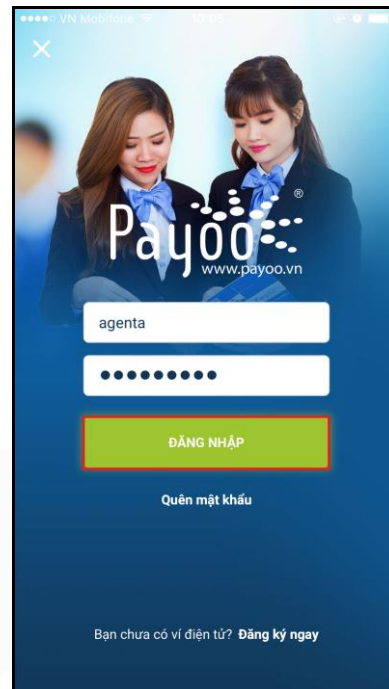 VN Mobifone 10:05
Payoo®
www.payoo.vn
agenta
ĐĂNG NHẬP
Quên mật khẩu
Bạn chưa có ví điện tử? Đăng ký ngay